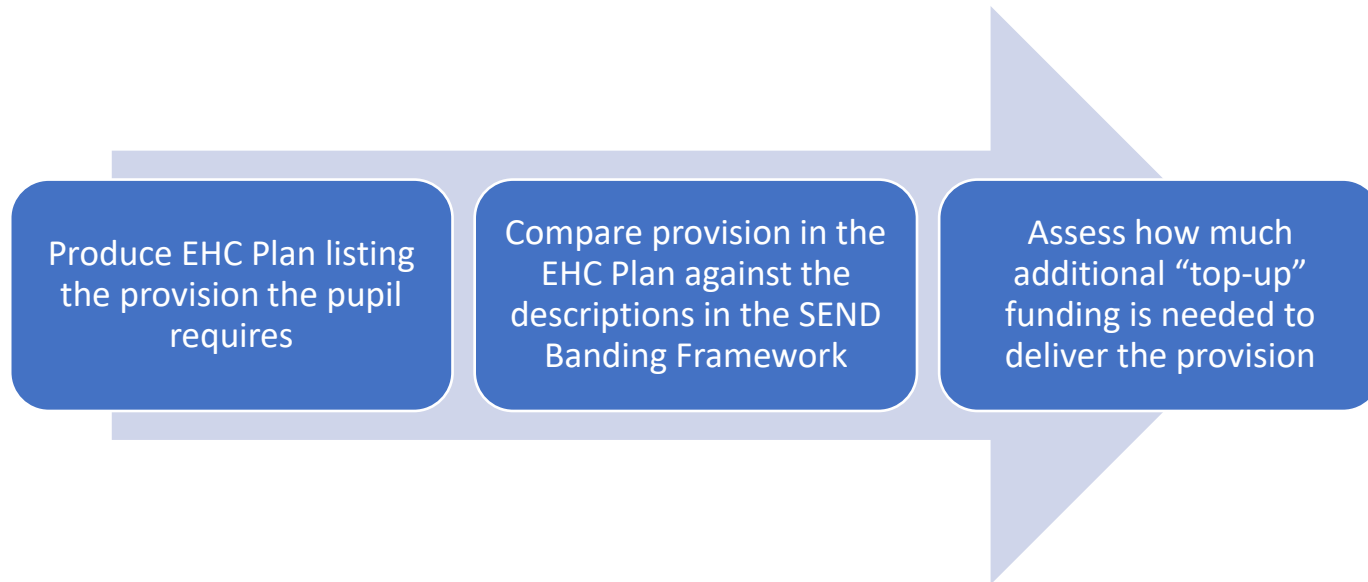 Produce EHC Plan listing
the provision the pupil
requires
Compare provision in the
EHC Plan against the
descriptions in the SEND
Banding Framework
Assess how much
additional “top-up”
funding is needed to
deliver the provision